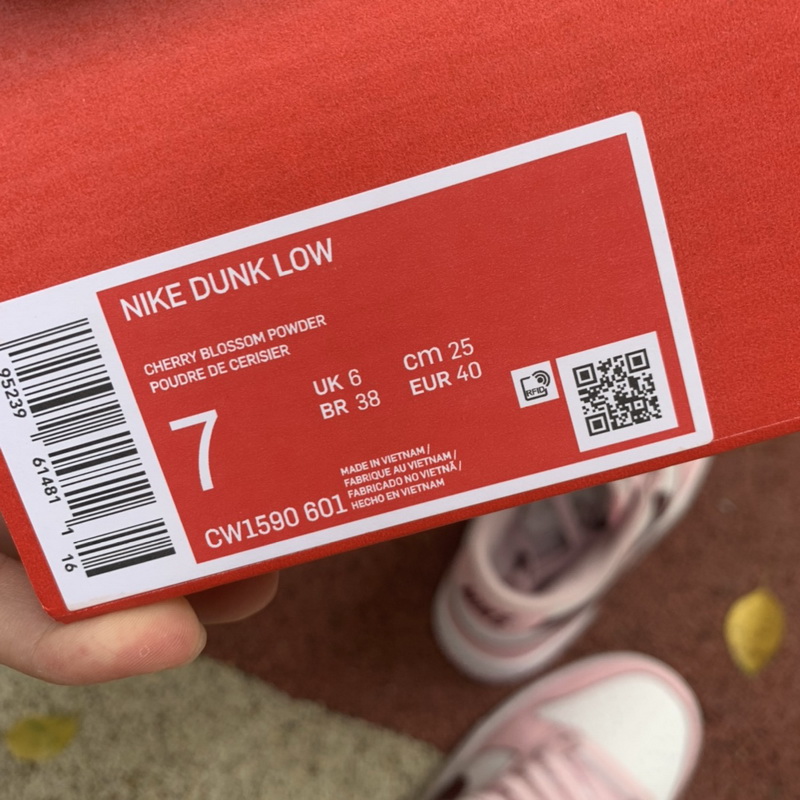 NIKE DUNK LOW
CHERRY BLOSSOM POWDER
POUDRE DE CERISIER
7
UK 6
BR 38
cm 25
EUR 40
RFID
CW1590 601
MADE IN VIETNAM /
FABRIQUE AU VIETNAM /
FABRICADO NO VIETNÃ /
HECHO EN VIETNAM
95239
61481
1
16